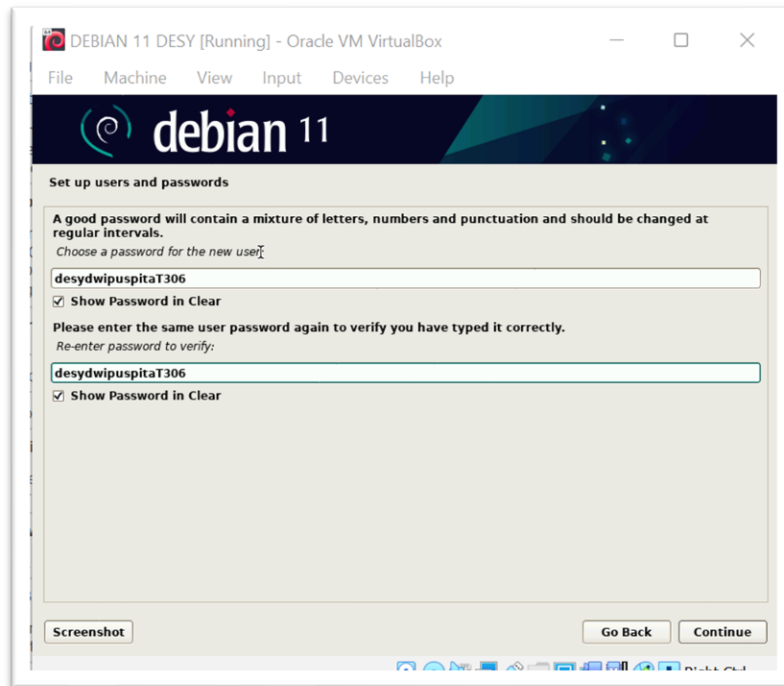 DEBIAN 11 DESY [Running] - Oracle VM VirtualBox
File Machine View Input Devices Help
debian 11
Set up users and passwords
A good password will contain a mixture of letters, numbers and punctuation and should be changed at
regular intervals.
Choose a password for the new user:
desydwipuspitaT306
Show Password in Clear
Please enter the same user password again to verify you have typed it correctly.
Re-enter password to verify:
desydwipuspitaT306
Show Password in Clear
Screenshot Go Back Continue
Right Ctrl